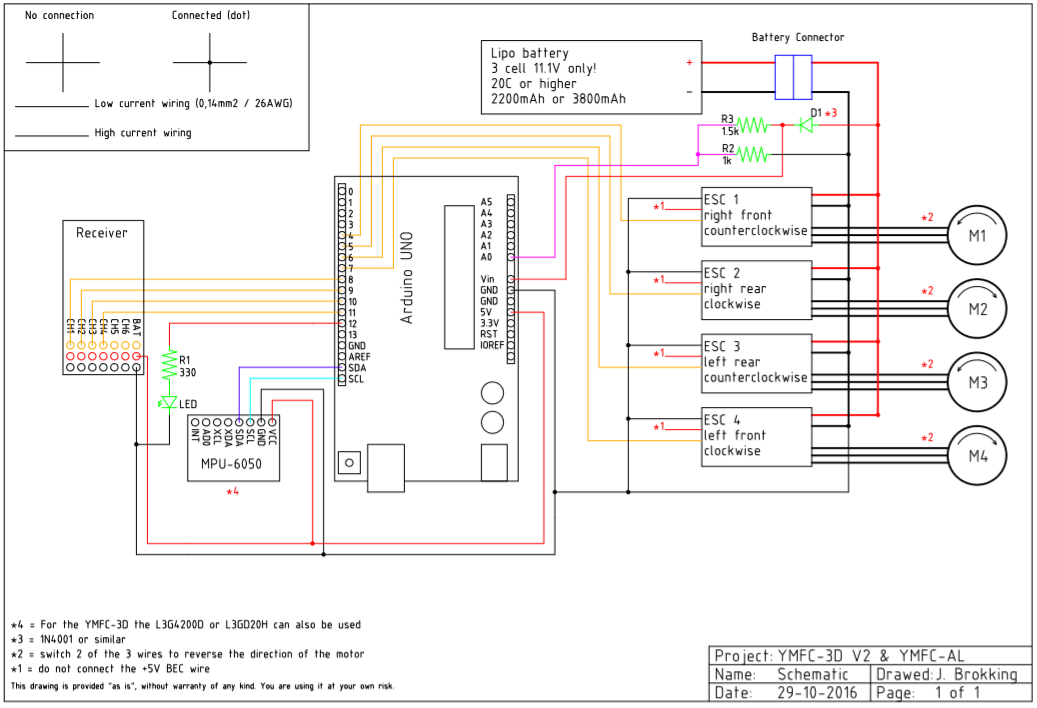 No connection
Connected (dot)
Low current wiring (0,14mm2 / 26AWG)
High current wiring
Lipo battery
3 cell 11.1V only!
20C or higher
2200mAh or 3800mAh
+
-
Battery Connector
R3
1.5k
D1 *3
R2
1k
Receiver
CH1
CH2
CH3
CH4
CH5
CH6
BAT
R1
330
LED
INT
AD0
XCL
XDA
SDA
SCL
GND
VCC
MPU-6050
*4
0
1
2
3
4
5
6
7
8
9
10
11
12
13
GND
AREF
SDA
SCL
Arduino UNO
A5
A4
A3
A2
A1
A0
Vin
GND
GND
5V
3.3V
RST
IOREF
*1
ESC 1
right front
counterclockwise
*2
M1
*1
ESC 2
right rear
clockwise
*2
M2
*1
ESC 3
left rear
counterclockwise
*2
M3
*1
ESC 4
left front
clockwise
*2
M4
*4 = For the YMFC-3D the L3G4200D or L3GD20H can also be used
*3 = 1N4001 or similar
*2 = switch 2 of the 3 wires to reverse the direction of the motor
*1 = do not connect the +5V BEC wire
This drawing is provided "as is", without warranty of any kind. You are using it at your own risk.
Project: YMFC-3D V2 & YMFC-AL
Name: Schematic Drawed: J. Brokking
Date: 29-10-2016 Page: 1 of 1